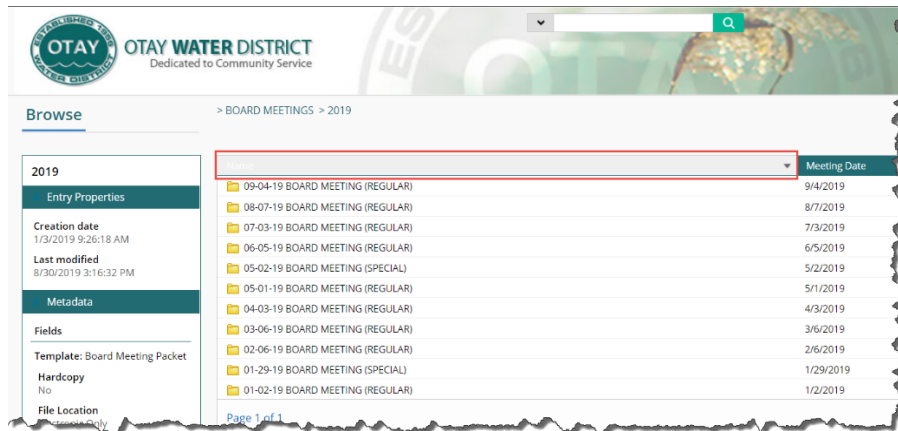 ESTABLISHED 1956
OTAY
WATER DISTRICT
OTAY WATER DISTRICT
Dedicated to Community Service
OTAY
Browse
> BOARD MEETINGS > 2019
2019
Entry Properties
Creation date
1/3/2019 9:26:18 AM
Last modified
8/30/2019 3:16:32 PM
Metadata
Fields
Template: Board Meeting Packet
Hardcopy
No
File Location
Electronic Only
Name Meeting Date
09-04-19 BOARD MEETING (REGULAR) 9/4/2019
08-07-19 BOARD MEETING (REGULAR) 8/7/2019
07-03-19 BOARD MEETING (REGULAR) 7/3/2019
06-05-19 BOARD MEETING (REGULAR) 6/5/2019
05-02-19 BOARD MEETING (SPECIAL) 5/2/2019
05-01-19 BOARD MEETING (REGULAR) 5/1/2019
04-03-19 BOARD MEETING (REGULAR) 4/3/2019
03-06-19 BOARD MEETING (REGULAR) 3/6/2019
02-06-19 BOARD MEETING (REGULAR) 2/6/2019
01-29-19 BOARD MEETING (SPECIAL) 1/29/2019
01-02-19 BOARD MEETING (REGULAR) 1/2/2019
Page 1 of 1